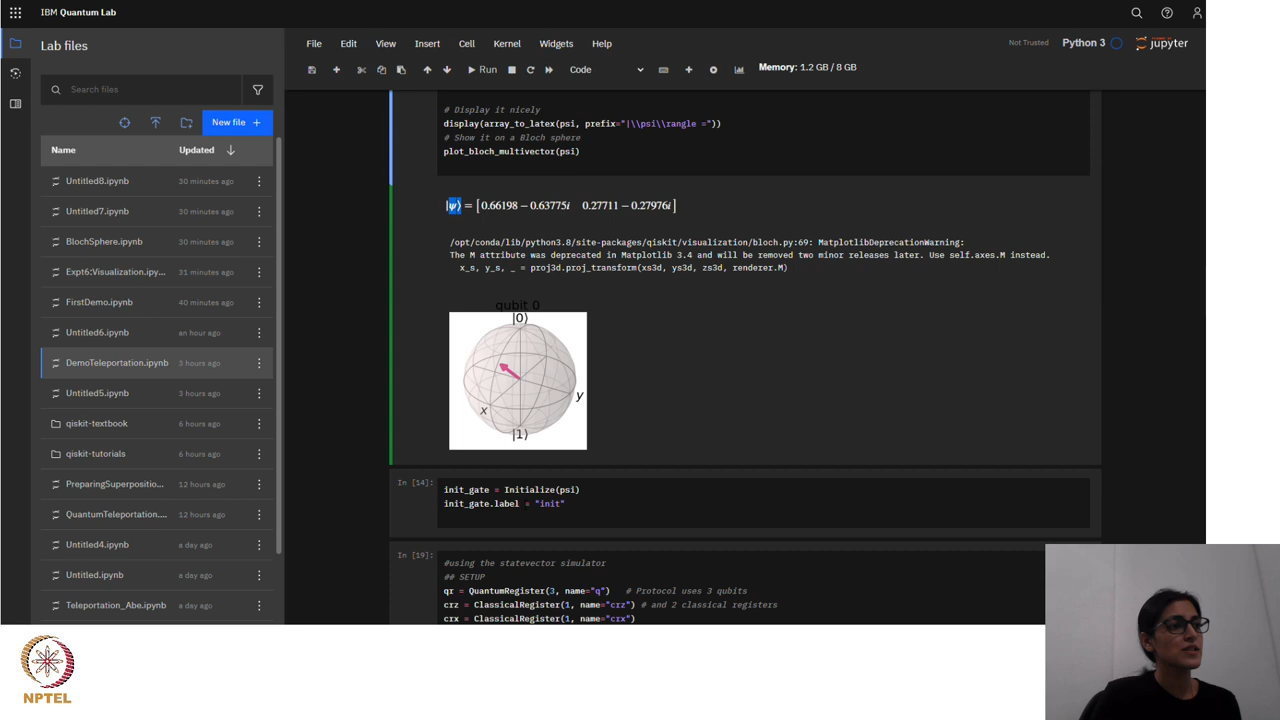 IBM Quantum Lab
Lab files
Search files
New file +
Name Updated
Untitled8.ipynb 30 minutes ago
Untitled7.ipynb 30 minutes ago
BlochSphere.ipynb 30 minutes ago
Expt6:Visualization.ipy... 31 minutes ago
FirstDemo.ipynb 40 minutes ago
Untitled6.ipynb an hour ago
DemoTeleportation.ipynb 3 hours ago
Untitled5.ipynb 3 hours ago
qiskit-textbook 6 hours ago
qiskit-tutorials 6 hours ago
PreparingSuperpositio... 12 hours ago
QuantumTeleportation.... 12 hours ago
Untitled4.ipynb a day ago
Untitled.ipynb a day ago
Teleportation_Abe.ipynb a day ago
File Edit View Insert Cell Kernel Widgets Help
Not Trusted Python 3 jupyter
Run Code Memory: 1.2 GB / 8 GB
# Display it nicely
display(array_to_latex(psi, prefix="|\\psi\\rangle ="))
# Show it on a Bloch sphere
plot_bloch_multivector(psi)
|ψ⟩ = [0.66198 − 0.63775i 0.27711 − 0.27976i]
/opt/conda/lib/python3.8/site-packages/qiskit/visualization/bloch.py:69: MatplotlibDeprecationWarning:
The M attribute was deprecated in Matplotlib 3.4 and will be removed two minor releases later. Use self.axes.M instead.
x_s, y_s, _ = proj3d.proj_transform(xs3d, ys3d, zs3d, renderer.M)
qubit 0
|0⟩
y
x
|1⟩
In [14]:
init_gate = Initialize(psi)
init_gate.label = "init"
In [19]:
#using the statevector simulator
## SETUP
qr = QuantumRegister(3, name="q") # Protocol uses 3 qubits
crz = ClassicalRegister(1, name="crz") # and 2 classical registers
crx = ClassicalRegister(1, name="crx")
NPTEL